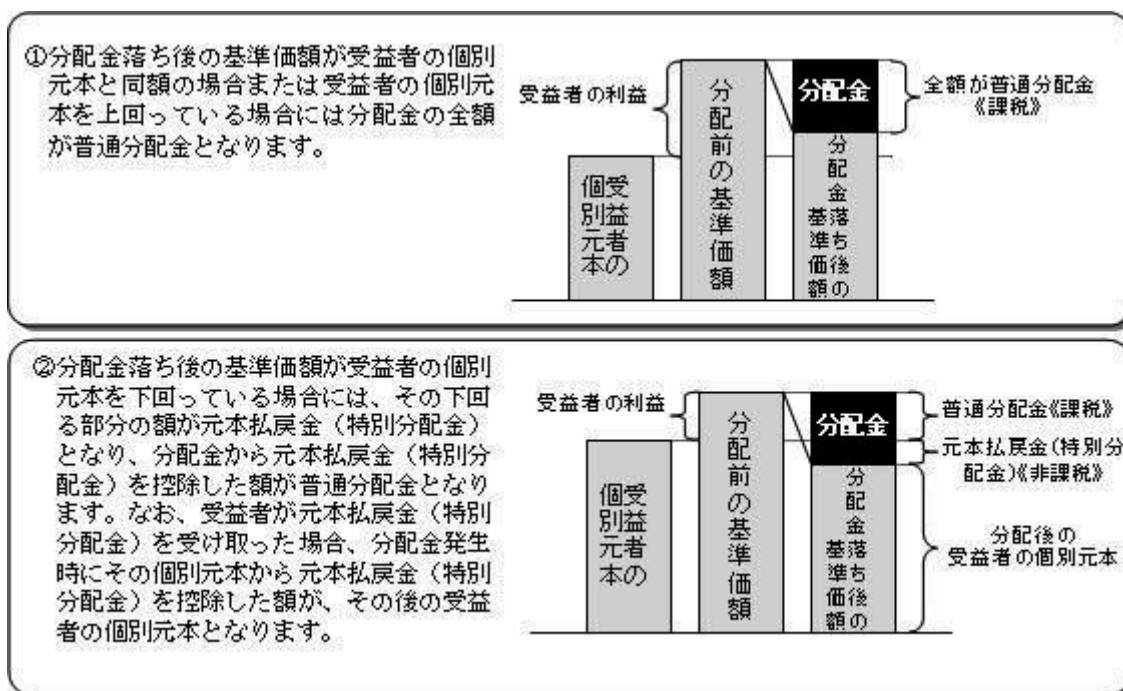 ①分配金落ち後の基準価額が受益者の個別
元本と同額の場合または受益者の個別元
本を上回っている場合には分配金の全額
が普通分配金となります。
受益者の利益
受益者の
個別元本
分配前の基準価額
分配金
分配金落ち後の
基準価額
全額が普通分配金
《課税》
②分配金落ち後の基準価額が受益者の個別
元本を下回っている場合には、その下回
る部分の額が元本払戻金（特別分配金）
となり、分配金から元本払戻金（特別分
配金）を控除した額が普通分配金となり
ます。なお、受益者が元本払戻金（特別
分配金）を受け取った場合、分配金発生
時にその個別元本から元本払戻金（特別
分配金）を控除した額が、その後の受益
者の個別元本となります。
受益者の利益
受益者の
個別元本
分配前の基準価額
分配金
分配金落ち後の
基準価額
普通分配金《課税》
元本払戻金(特別分
配金)《非課税》
分配後の
受益者の個別元本